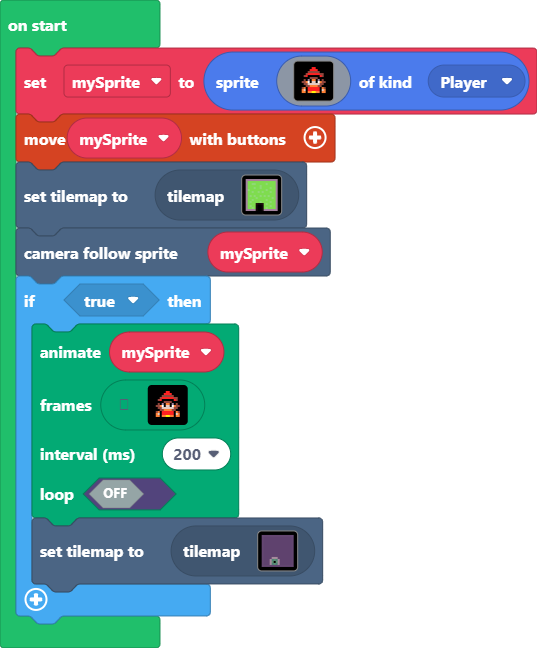 on start
set mySprite to sprite of kind Player
move mySprite with buttons
set tilemap to tilemap
camera follow sprite mySprite
if true then
animate mySprite
frames
interval (ms) 200
loop OFF
set tilemap to tilemap